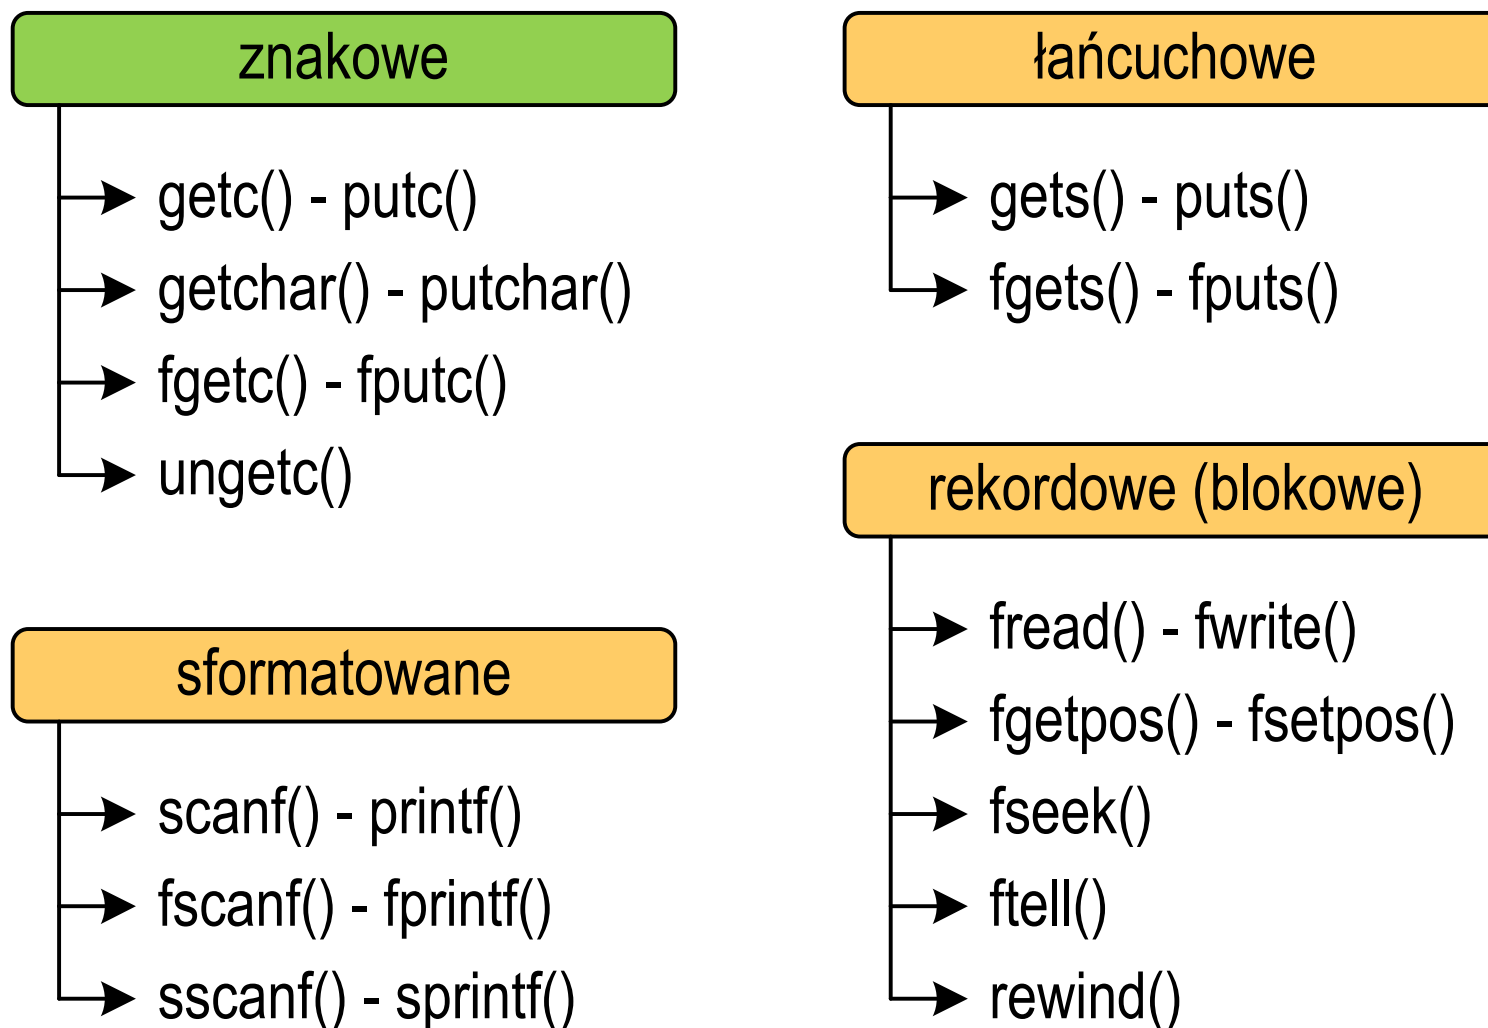 znakowe
getc() - putc()
getchar() - putchar()
fgetc() - fputc()
ungetc()
sformatowane
scanf() - printf()
fscanf() - fprintf()
sscanf() - sprintf()
łańcuchowe
gets() - puts()
fgets() - fputs()
rekordowe (blokowe)
fread() - fwrite()
fgetpos() - fsetpos()
fseek()
ftell()
rewind()